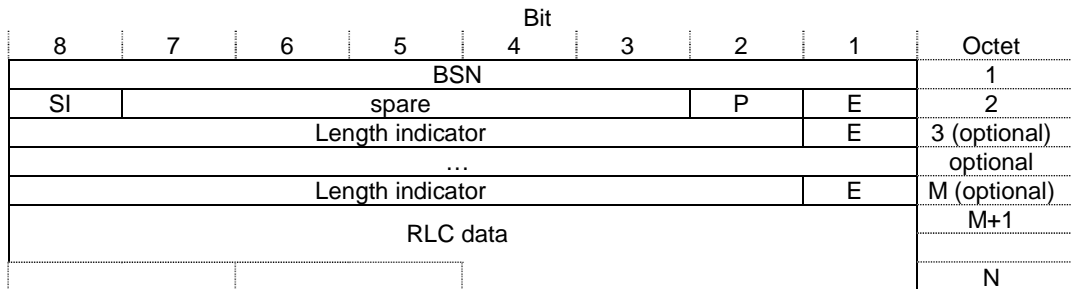 Bit
8 7 6 5 4 3 2 1 Octet
BSN 1
SI spare P E 2
Length indicator E 3 (optional)
… optional
Length indicator E M (optional)
RLC data M+1
N